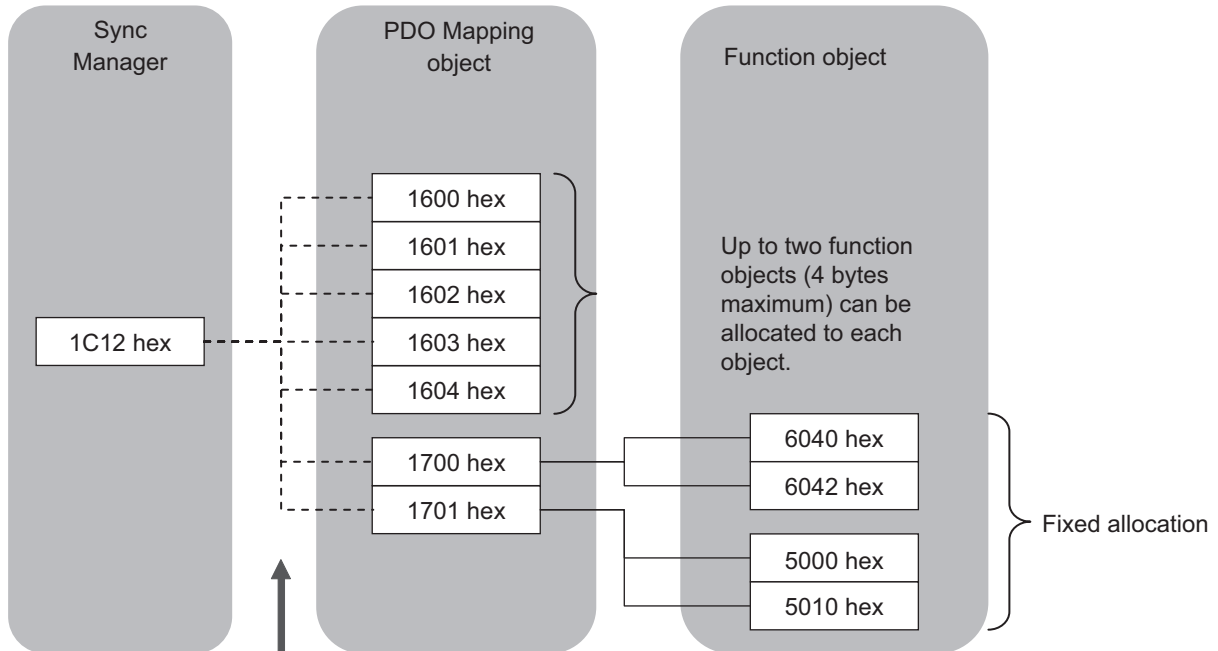 Sync
Manager
PDO Mapping
object
Function object
1600 hex
1601 hex
1602 hex
1603 hex
1604 hex
1C12 hex
Up to two function
objects (4 bytes
maximum) can be
allocated to each
object.
1700 hex
1701 hex
6040 hex
6042 hex
5000 hex
5010 hex
Fixed allocation